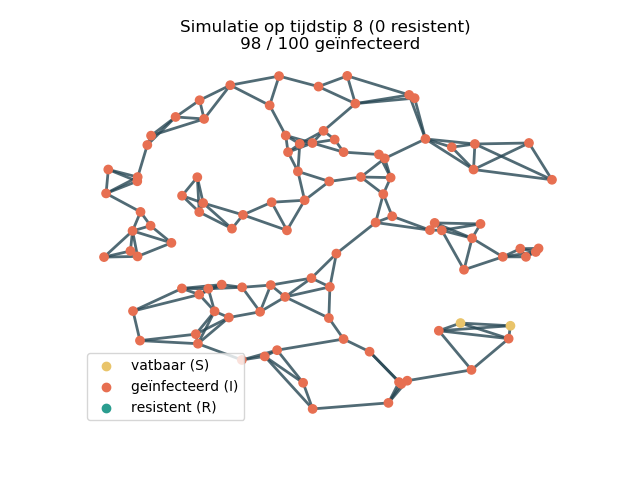 Simulatie op tijdstip 8 (0 resistent)
98 / 100 geïnfecteerd
vatbaar (S)
geïnfecteerd (I)
resistent (R)